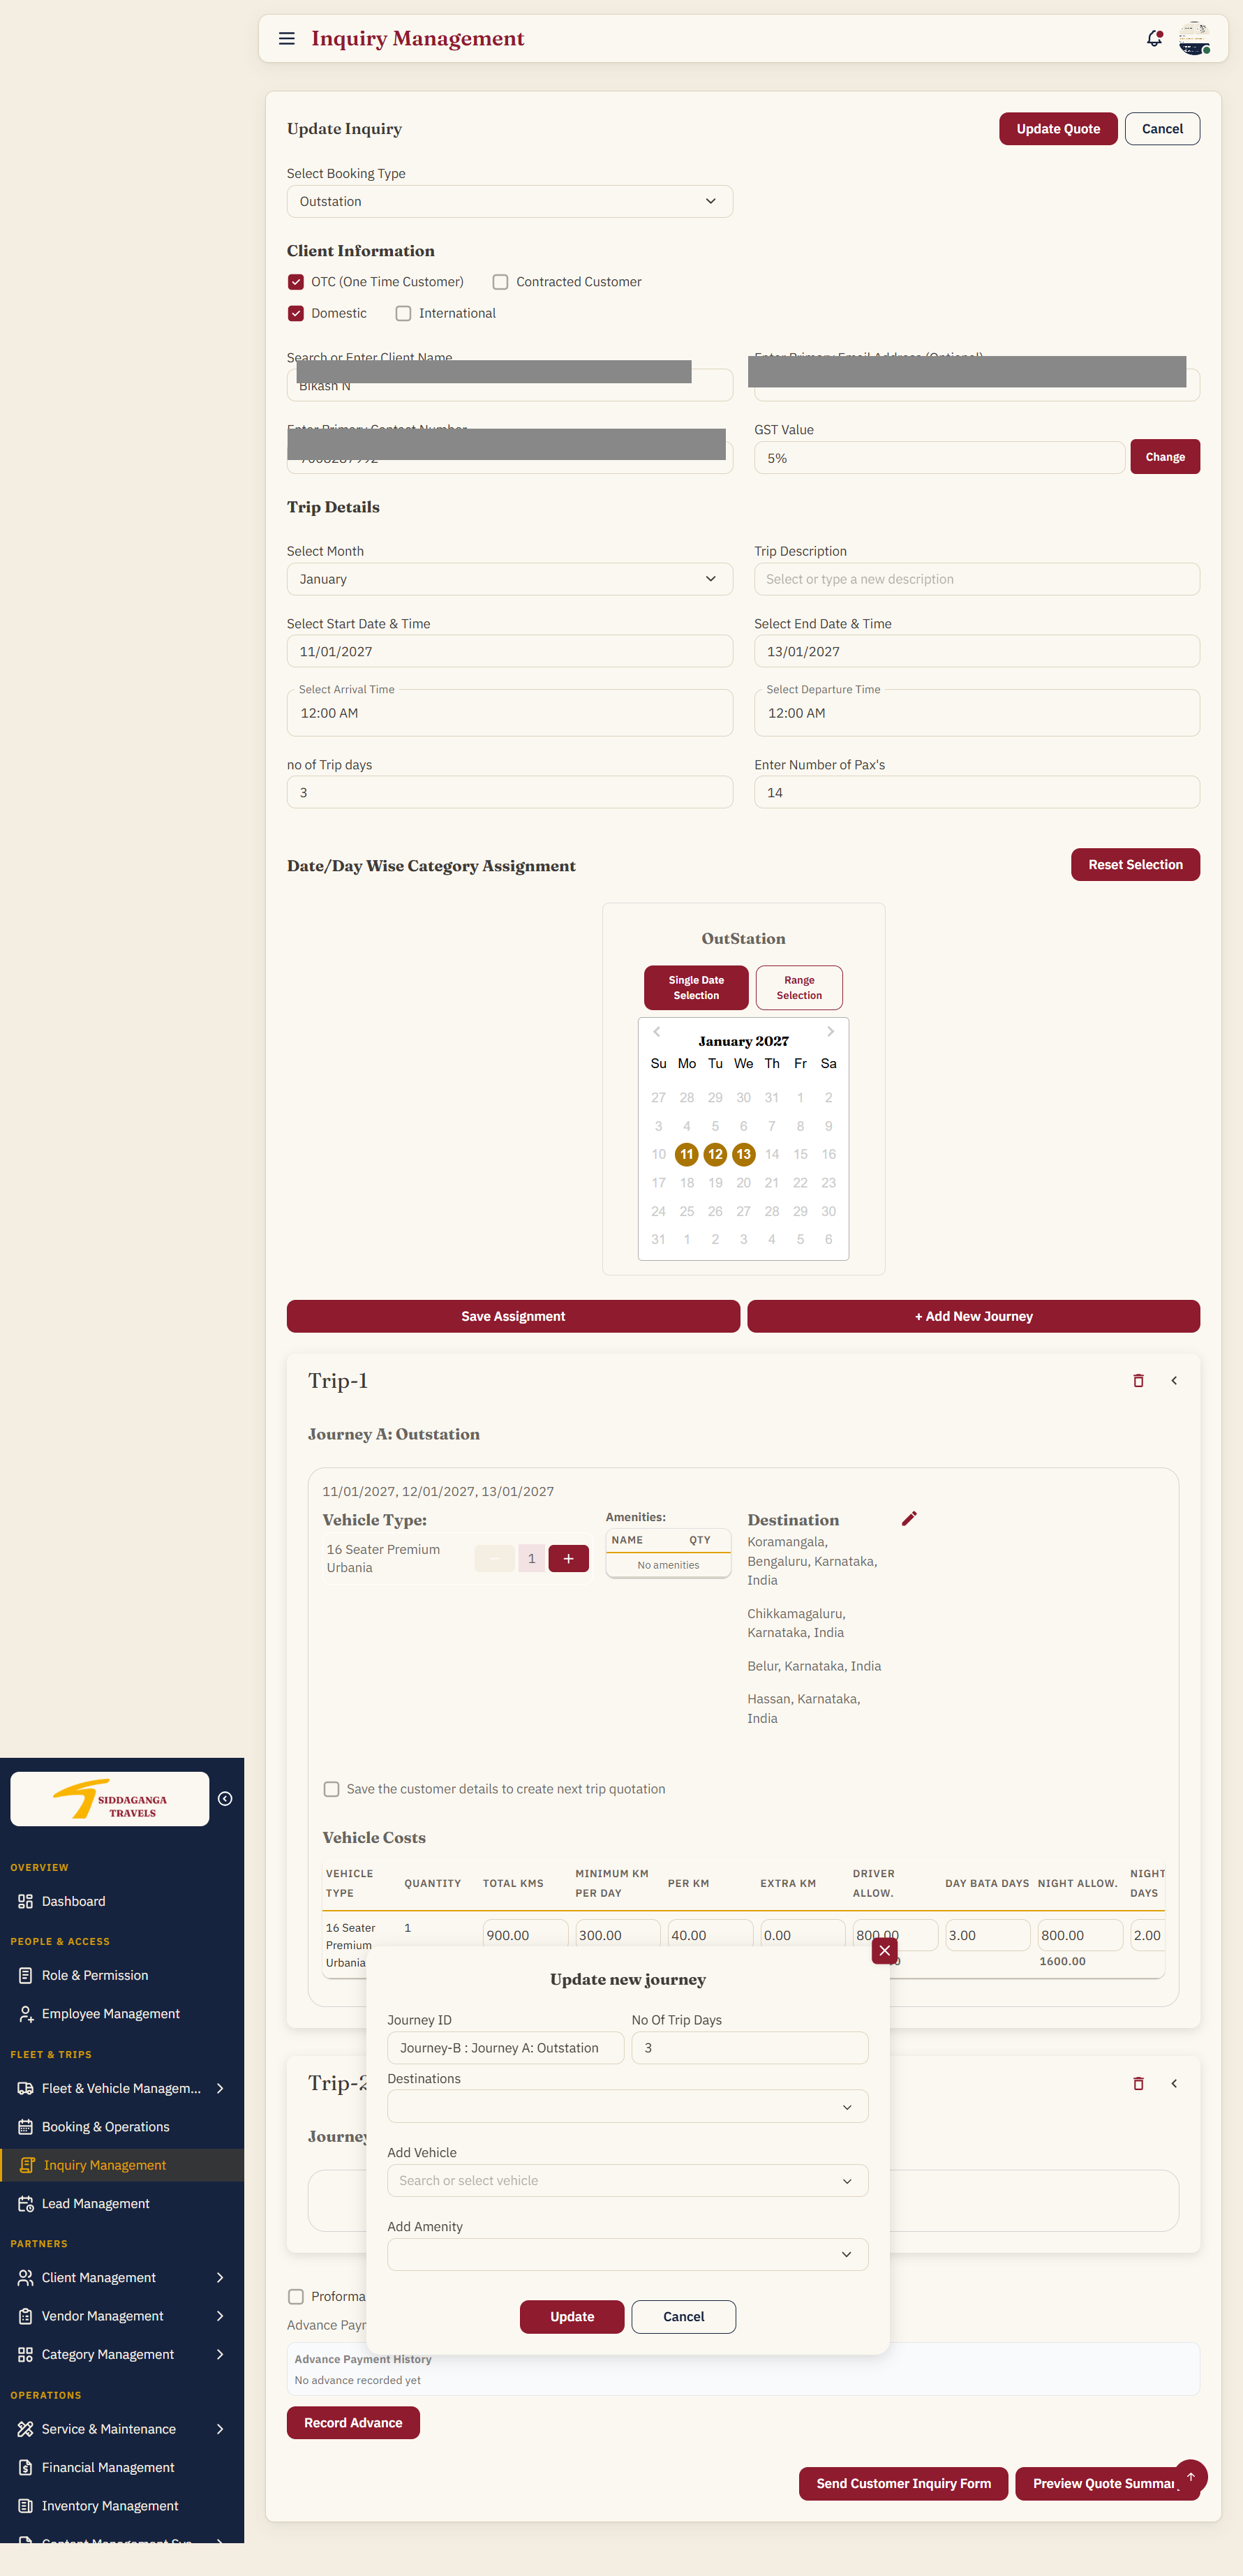 Inquiry Management
Update Inquiry
Update Quote
Cancel
Select Booking Type
Outstation
Client Information
OTC (One Time Customer)
Contracted Customer
Domestic
International
Search or Enter Client Name
Bikash N
GST Value
5%
Change
Trip Details
Select Month
Trip Description
January
Select or type a new description
Select Start Date & Time
Select End Date & Time
11/01/2027
13/01/2027
Select Arrival Time
Select Departure Time
12:00 AM
12:00 AM
no of Trip days
Enter Number of Pax's
3
14
Date/Day Wise Category Assignment
Reset Selection
OutStation
Single Date Selection
Range Selection
January 2027
Su Mo Tu We Th Fr Sa
27 28 29 30 31 1 2
3 4 5 6 7 8 9
10 11 12 13 14 15 16
17 18 19 20 21 22 23
24 25 26 27 28 29 30
31 1 2 3 4 5 6
Save Assignment
+ Add New Journey
Trip-1
Journey A: Outstation
11/01/2027, 12/01/2027, 13/01/2027
Vehicle Type:
16 Seater Premium
Urbania
1
Amenities:
NAME QTY
No amenities
Destination
Koramangala,
Bengaluru, Karnataka,
India
Chikkamagaluru,
Karnataka, India
Belur, Karnataka, India
Hassan, Karnataka,
India
Save the customer details to create next trip quotation
Vehicle Costs
VEHICLE TYPE
QUANTITY
TOTAL KMS
MINIMUM KM PER DAY
PER KM
EXTRA KM
DRIVER ALLOW.
DAY BATA DAYS
NIGHT ALLOW.
NIGHT DAYS
16 Seater
Premium
Urbania
1
900.00
300.00
40.00
0.00
800.00
3.00
800.00
1600.00
2.00
Update new journey
Journey ID
No Of Trip Days
Journey-B : Journey A: Outstation
3
Destinations
Add Vehicle
Search or select vehicle
Add Amenity
Update
Cancel
Journey
Proforma
Advance Payment History
No advance recorded yet
Record Advance
Send Customer Inquiry Form
Preview Quote
SIDDAGANGA
TRAVELS
OVERVIEW
Dashboard
PEOPLE & ACCESS
Role & Permission
Employee Management
FLEET & TRIPS
Fleet & Vehicle Managem...
Booking & Operations
Inquiry Management
Lead Management
PARTNERS
Client Management
Vendor Management
Category Management
OPERATIONS
Service & Maintenance
Financial Management
Inventory Management